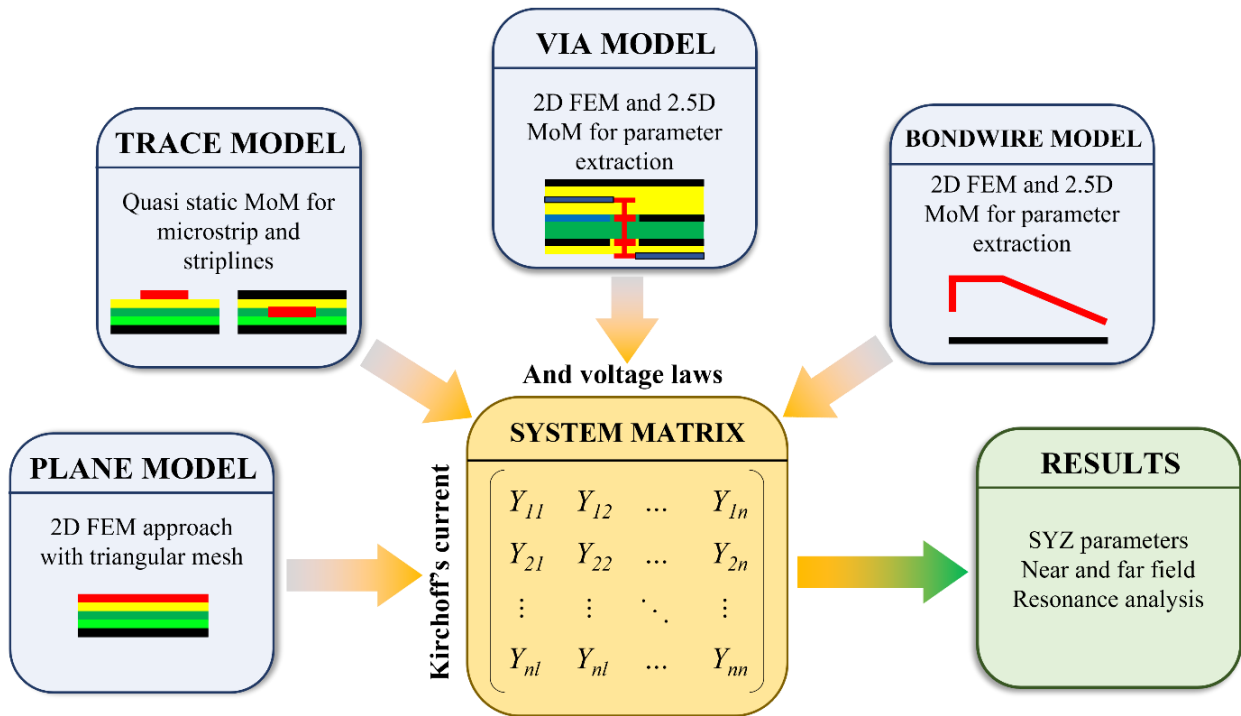 VIA MODEL
2D FEM and 2.5D
MoM for parameter
extraction
TRACE MODEL
Quasi static MoM for
microstrip and
striplines
BONDWIRE MODEL
2D FEM and 2.5D
MoM for parameter
extraction
PLANE MODEL
2D FEM approach
with triangular mesh
Kirchoff's current
And voltage laws
SYSTEM MATRIX
Y11 Y12 ... Y1n
Y21 Y22 ... Y2n
⋮ ⋮ ⋱ ⋮
Ynl Ynl ... Ynn
RESULTS
SYZ parameters
Near and far field
Resonance analysis